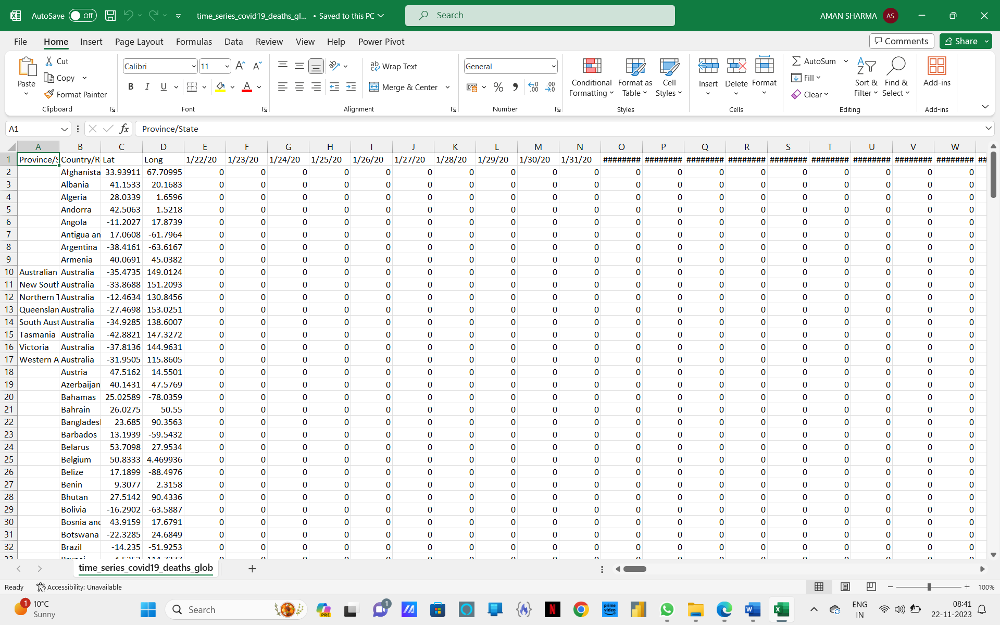 AutoSave Off time_series_covid19_deaths_gl... • Saved to this PC Search AMAN SHARMA AS
File Home Insert Page Layout Formulas Data Review View Help Power Pivot Comments Share
Paste Cut Copy Format Painter Clipboard
Calibri 11 B I U A Font
Wrap Text Merge & Center Alignment
General % Number
Conditional Formatting Format as Table Cell Styles Styles
Insert Delete Format Cells
AutoSum Fill Clear Sort & Filter Find & Select Editing
Add-ins Add-ins
A1 fx Province/State
A B C D E F G H I J K L M N O P Q R S T U V W
1 Province/S Country/R Lat Long 1/22/20 1/23/20 1/24/20 1/25/20 1/26/20 1/27/20 1/28/20 1/29/20 1/30/20 1/31/20 ######## ######## ######## ######## ######## ######## ######## ######## ######## ##
2 Afghanista 33.93911 67.70995 0 0 0 0 0 0 0 0 0 0 0 0 0 0 0 0 0 0 0
3 Albania 41.1533 20.1683 0 0 0 0 0 0 0 0 0 0 0 0 0 0 0 0 0 0 0
4 Algeria 28.0339 1.6596 0 0 0 0 0 0 0 0 0 0 0 0 0 0 0 0 0 0 0
5 Andorra 42.5063 1.5218 0 0 0 0 0 0 0 0 0 0 0 0 0 0 0 0 0 0 0
6 Angola -11.2027 17.8739 0 0 0 0 0 0 0 0 0 0 0 0 0 0 0 0 0 0 0
7 Antigua an 17.0608 -61.7964 0 0 0 0 0 0 0 0 0 0 0 0 0 0 0 0 0 0 0
8 Argentina -38.4161 -63.6167 0 0 0 0 0 0 0 0 0 0 0 0 0 0 0 0 0 0 0
9 Armenia 40.0691 45.0382 0 0 0 0 0 0 0 0 0 0 0 0 0 0 0 0 0 0 0
10 Australian Australia -35.4735 149.0124 0 0 0 0 0 0 0 0 0 0 0 0 0 0 0 0 0 0 0
11 New South Australia -33.8688 151.2093 0 0 0 0 0 0 0 0 0 0 0 0 0 0 0 0 0 0 0
12 Northern T Australia -12.4634 130.8456 0 0 0 0 0 0 0 0 0 0 0 0 0 0 0 0 0 0 0
13 Queenslan Australia -27.4698 153.0251 0 0 0 0 0 0 0 0 0 0 0 0 0 0 0 0 0 0 0
14 South Aust Australia -34.9285 138.6007 0 0 0 0 0 0 0 0 0 0 0 0 0 0 0 0 0 0 0
15 Tasmania Australia -42.8821 147.3272 0 0 0 0 0 0 0 0 0 0 0 0 0 0 0 0 0 0 0
16 Victoria Australia -37.8136 144.9631 0 0 0 0 0 0 0 0 0 0 0 0 0 0 0 0 0 0 0
17 Western A Australia -31.9505 115.8605 0 0 0 0 0 0 0 0 0 0 0 0 0 0 0 0 0 0 0
18 Austria 47.5162 14.5501 0 0 0 0 0 0 0 0 0 0 0 0 0 0 0 0 0 0 0
19 Azerbaijan 40.1431 47.5769 0 0 0 0 0 0 0 0 0 0 0 0 0 0 0 0 0 0 0
20 Bahamas 25.02589 -78.0359 0 0 0 0 0 0 0 0 0 0 0 0 0 0 0 0 0 0 0
21 Bahrain 26.0275 50.55 0 0 0 0 0 0 0 0 0 0 0 0 0 0 0 0 0 0 0
22 Bangladesh 23.685 90.3563 0 0 0 0 0 0 0 0 0 0 0 0 0 0 0 0 0 0 0
23 Barbados 13.1939 -59.5432 0 0 0 0 0 0 0 0 0 0 0 0 0 0 0 0 0 0 0
24 Belarus 53.7098 27.9534 0 0 0 0 0 0 0 0 0 0 0 0 0 0 0 0 0 0 0
25 Belgium 50.8333 4.469936 0 0 0 0 0 0 0 0 0 0 0 0 0 0 0 0 0 0 0
26 Belize 17.1899 -88.4976 0 0 0 0 0 0 0 0 0 0 0 0 0 0 0 0 0 0 0
27 Benin 9.3077 2.3158 0 0 0 0 0 0 0 0 0 0 0 0 0 0 0 0 0 0 0
28 Bhutan 27.5142 90.4336 0 0 0 0 0 0 0 0 0 0 0 0 0 0 0 0 0 0 0
29 Bolivia -16.2902 -63.5887 0 0 0 0 0 0 0 0 0 0 0 0 0 0 0 0 0 0 0
30 Bosnia and 43.9159 17.6791 0 0 0 0 0 0 0 0 0 0 0 0 0 0 0 0 0 0 0
31 Botswana -22.3285 24.6849 0 0 0 0 0 0 0 0 0 0 0 0 0 0 0 0 0 0 0
32 Brazil -14.235 -51.9253 0 0 0 0 0 0 0 0 0 0 0 0 0 0 0 0 0 0 0
time_series_covid19_deaths_glob
Ready Accessibility: Unavailable 100%
1 10°C Sunny Search PRE 1 N prime video W X ENG IN 08:41 22-11-2023